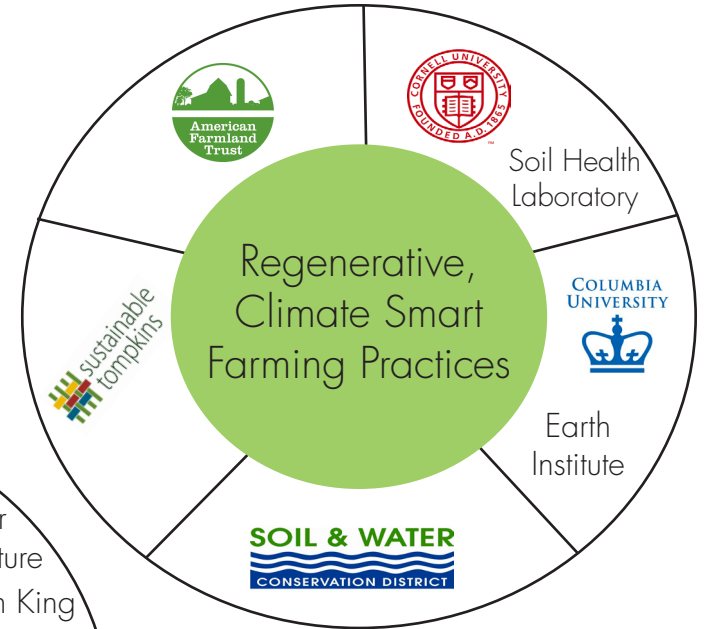 American
Farmland
Trust
CORNELL UNIVERSITY
FOUNDED A.D. 1865
Soil Health
Laboratory
Regenerative,
Climate Smart
Farming Practices
COLUMBIA
UNIVERSITY
Earth
Institute
sustainable
tompkins
SOIL & WATER
CONSERVATION DISTRICT
King